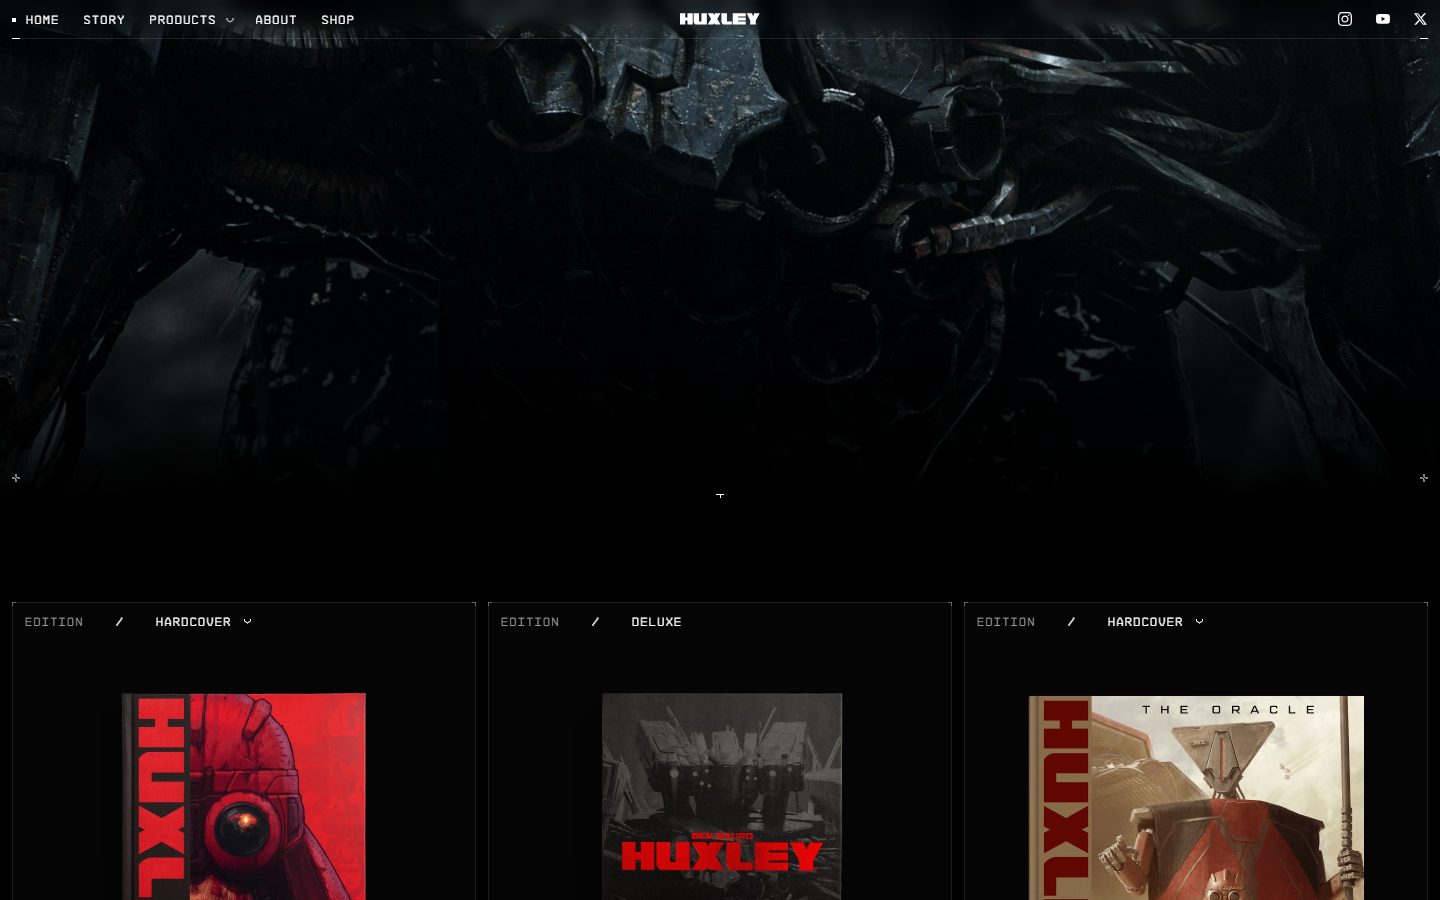 HOME STORY PRODUCTS ABOUT SHOP HUXLEY
EDITION / HARDCOVER
EDITION / DELUXE
EDITION / HARDCOVER
HUXL
HUXLEY
THE ORACLE
HUXL